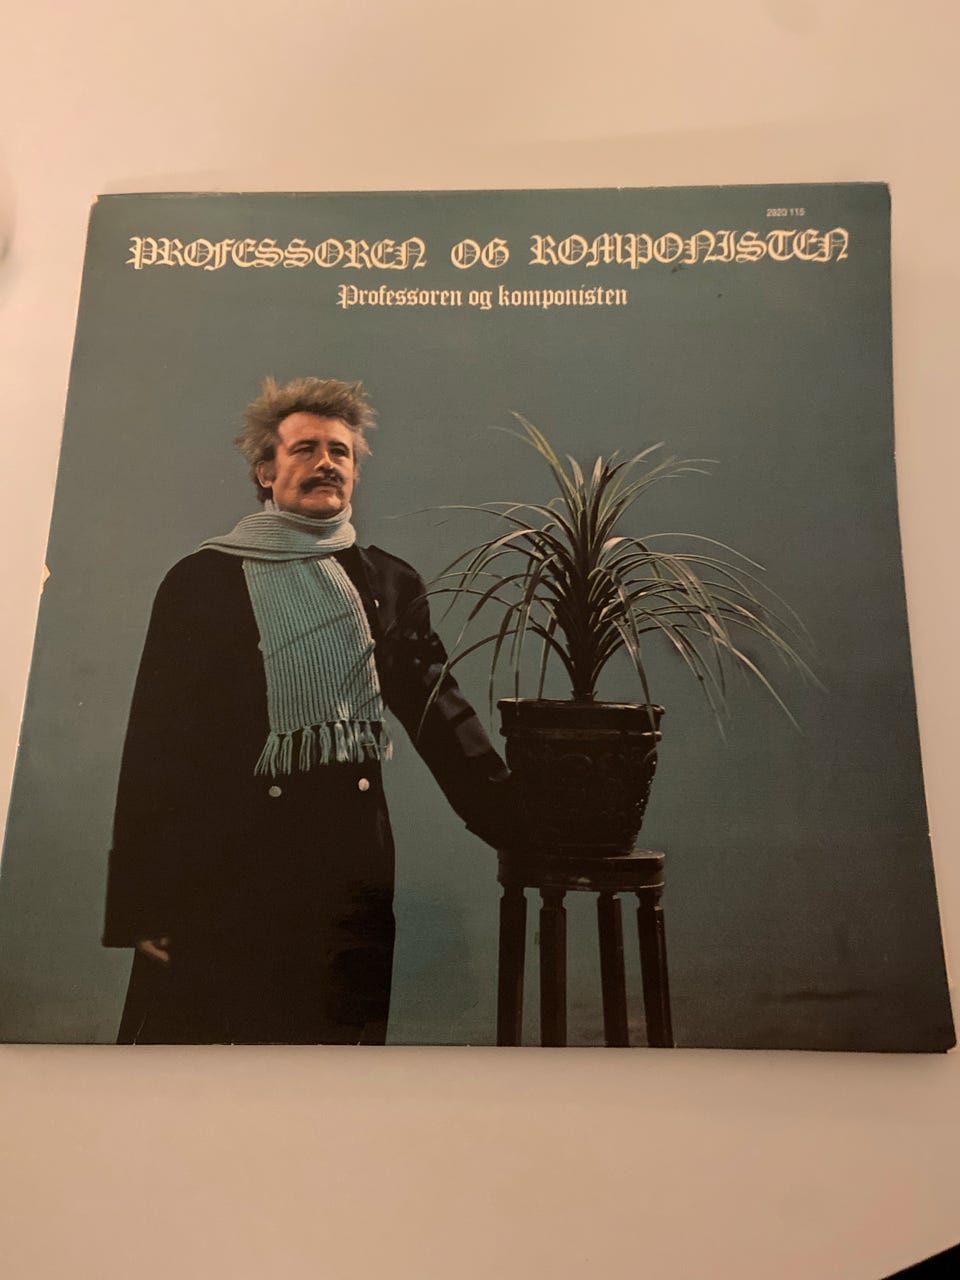 2920 115
PROFESSOREN OG KOMPONISTEN
Professoren og komponisten